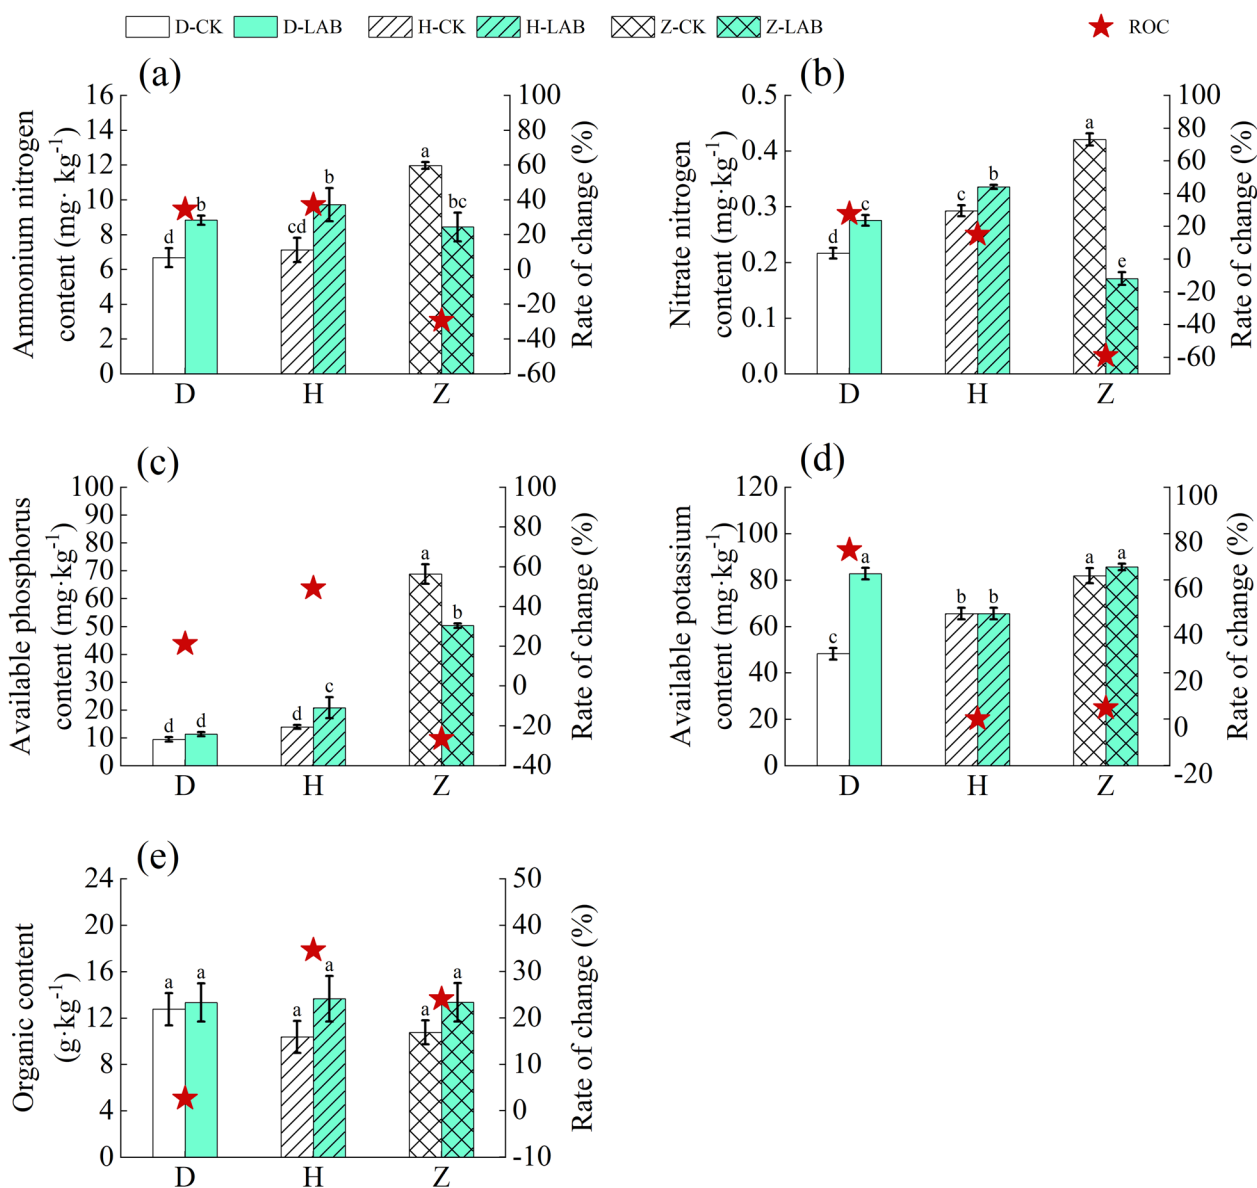 D-CK D-LAB H-CK H-LAB Z-CK Z-LAB ROC
(a)
Ammonium nitrogen
content (mg· kg⁻¹)
16
14
12
10
8
6
4
2
0
d b cd b a bc
D H Z
100
80
60
40
20
0
-20
-40
-60
Rate of change (%)
(b)
Nitrate nitrogen
content (mg·kg⁻¹)
0.5
0.4
0.3
0.2
0.1
0.0
d c c b a e
D H Z
100
80
60
40
20
0
-20
-40
-60
Rate of change (%)
(c)
Available phosphorus
content (mg·kg⁻¹)
100
90
80
70
60
50
40
30
20
10
0
d d d c a b
D H Z
100
80
60
40
20
0
-20
-40
Rate of change (%)
(d)
Available potassium
content (mg·kg⁻¹)
120
100
80
60
40
20
0
c a b b a a
D H Z
100
80
60
40
20
0
-20
Rate of change (%)
(e)
Organic content
(g·kg⁻¹)
24
20
16
12
8
4
0
a a a a a a
D H Z
50
40
30
20
10
0
-10
Rate of change (%)